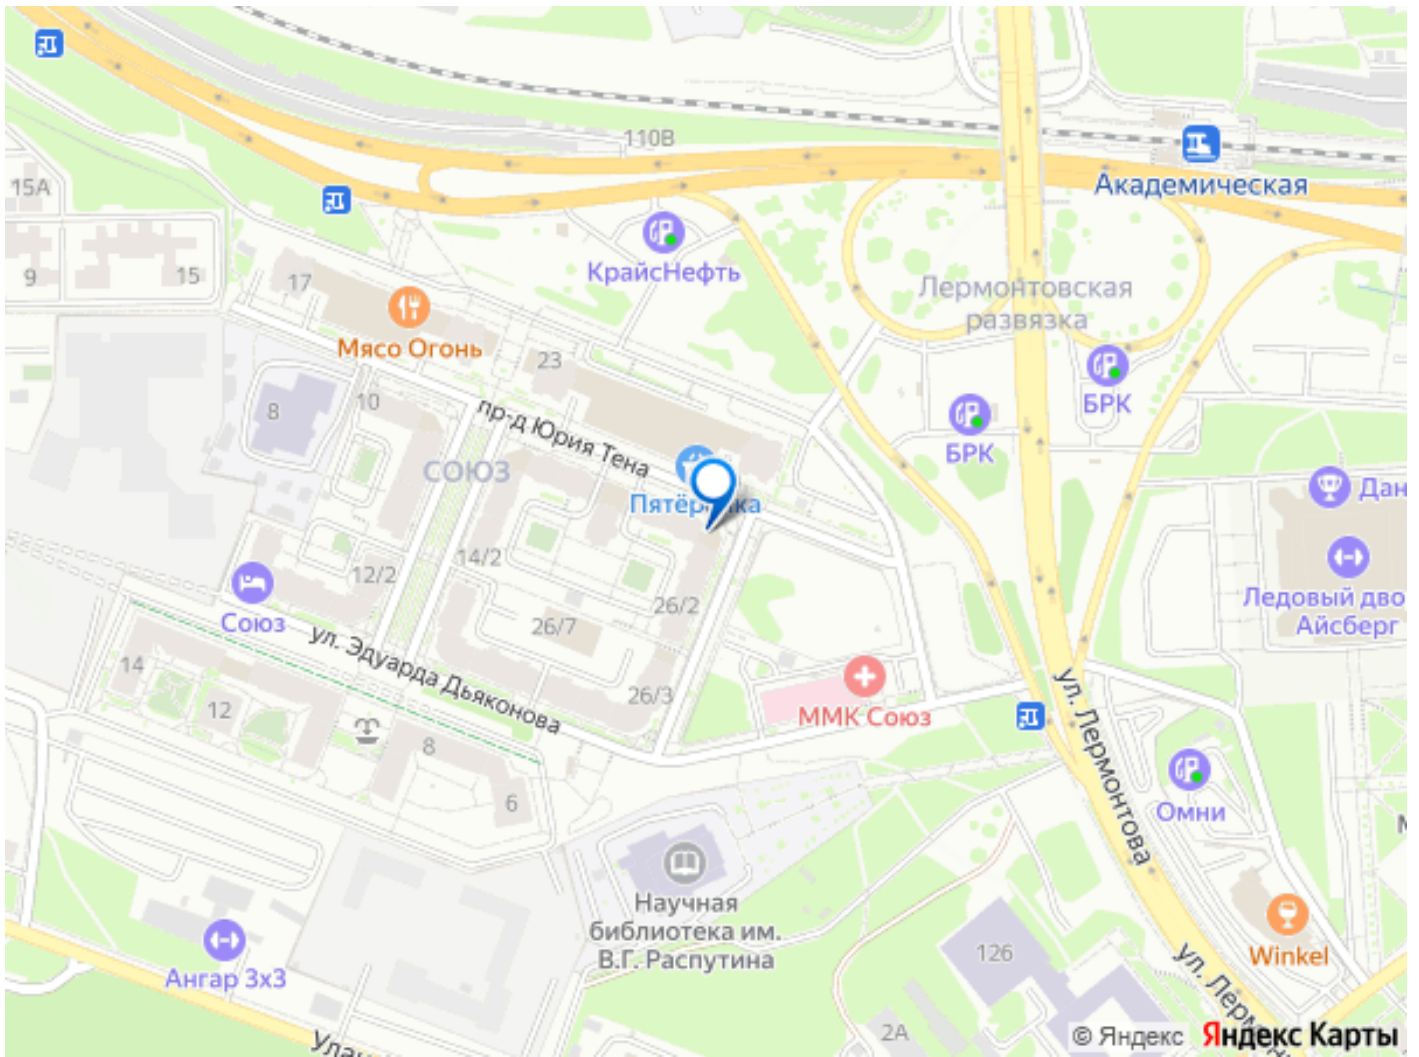 110В
Академическая
15А
9
15
17
КрайсНефть
Лермонтовская
развязка
Мясо Огонь
23
БРК
БРК
8
10
пр-д Юрия Тена
СОЮЗ
Дан
14/2
12/2
26/2
26/7
26/3
Союз
ул. Эдуарда Дьяконова
Ледовый дво
Айсберг
14
12
8
6
ММК Союз
ул. Лермонтова
Омни
Научная
библиотека им.
В.Г. Распутина
126
Winkel
Ангар 3х3
2А
ул. Лермон
Улан
© Яндекс Яндекс Карты